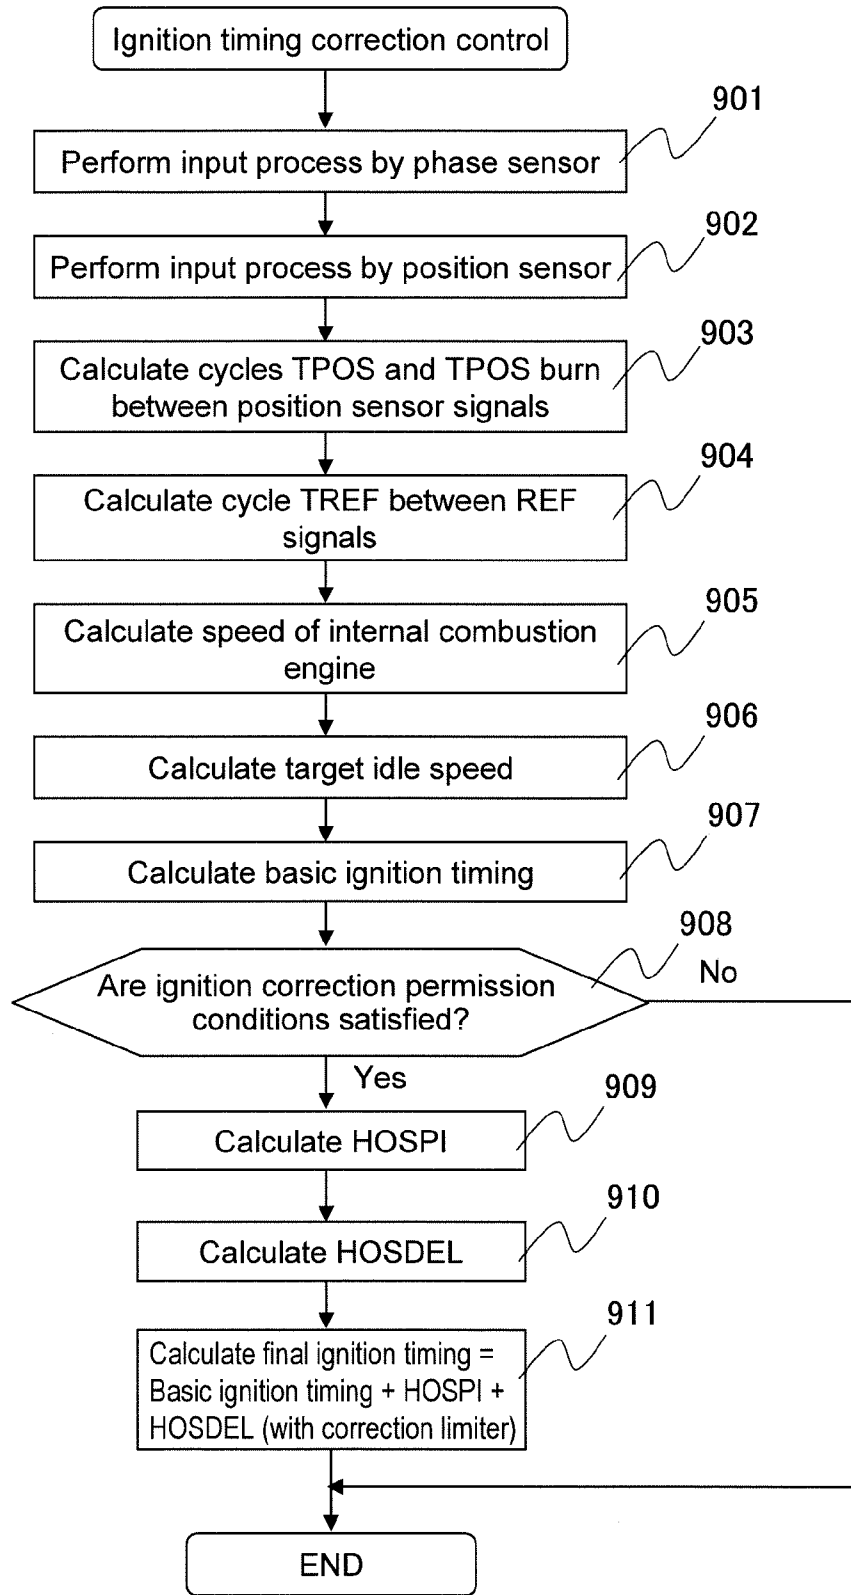 Ignition timing correction control
901
Perform input process by phase sensor
902
Perform input process by position sensor
903
Calculate cycles TPOS and TPOS burn
between position sensor signals
904
Calculate cycle TREF between REF
signals
905
Calculate speed of internal combustion
engine
906
Calculate target idle speed
907
Calculate basic ignition timing
908
Are ignition correction permission
conditions satisfied?
No
Yes
909
Calculate HOSPI
910
Calculate HOSDEL
911
Calculate final ignition timing =
Basic ignition timing + HOSPI +
HOSDEL (with correction limiter)
END